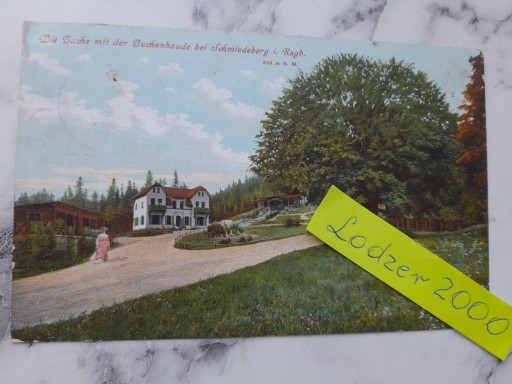 Die Buche mit der Buchenbaude bei Schmiedeberg i. Rsgb.
Lodzer 2000